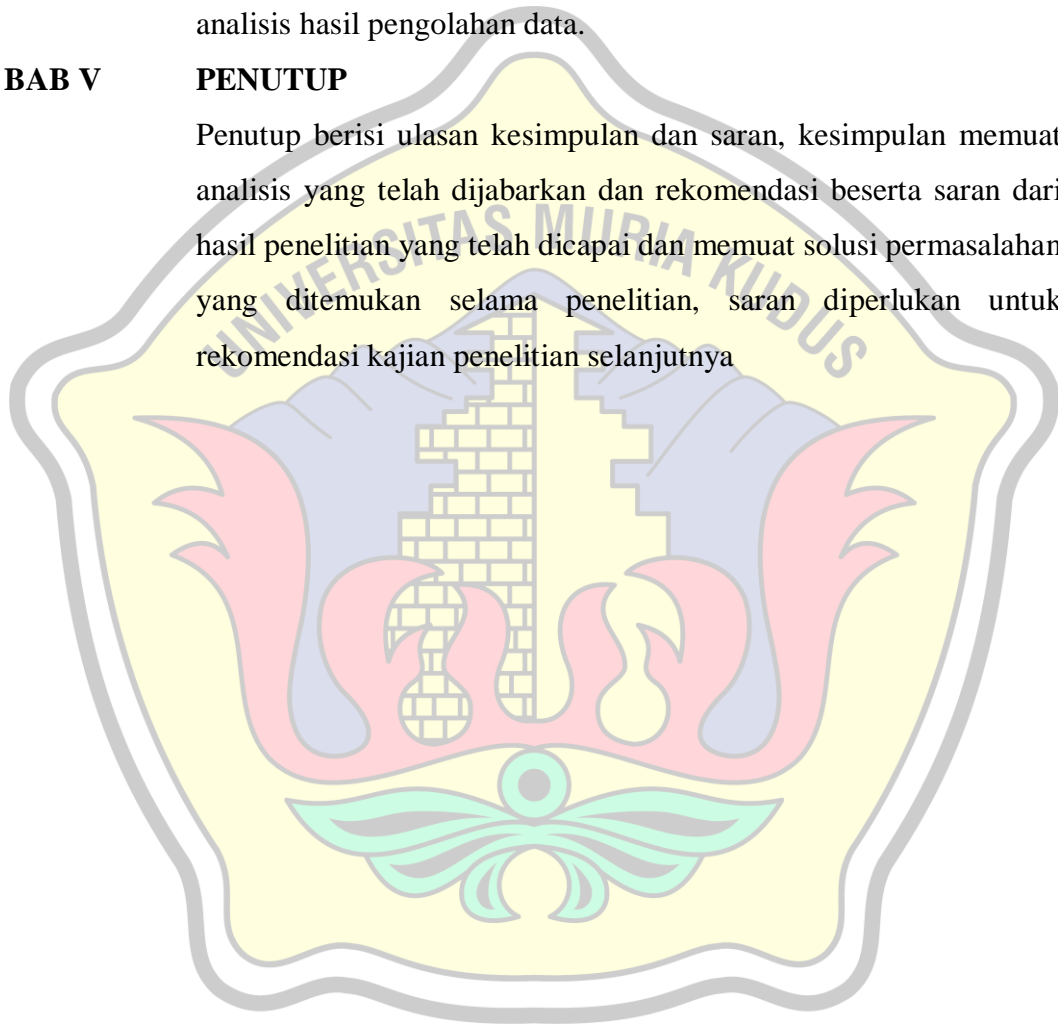 analisis hasil pengolahan data.
BAB V PENUTUP
Penutup berisi ulasan kesimpulan dan saran, kesimpulan memuat
analisis yang telah dijabarkan dan rekomendasi beserta saran dari
hasil penelitian yang telah dicapai dan memuat solusi permasalahan
yang ditemukan selama penelitian, saran diperlukan untuk
rekomendasi kajian penelitian selanjutnya
UNIVERSITAS MURIA KUDUS